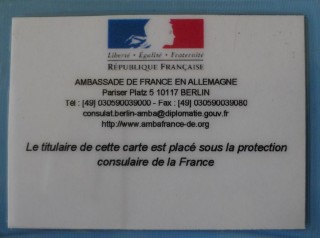 Liberté • Égalité • Fraternité
RÉPUBLIQUE FRANÇAISE
AMBASSADE DE FRANCE EN ALLEMAGNE
Pariser Platz 5 10117 BERLIN
Tél : [49] 030590039000 - Fax : [49] 030590039080
consulat.berlin-amba@diplomatie.gouv.fr
http://www.ambafrance-de.org
Le titulaire de cette carte est placé sous la protection
consulaire de la France